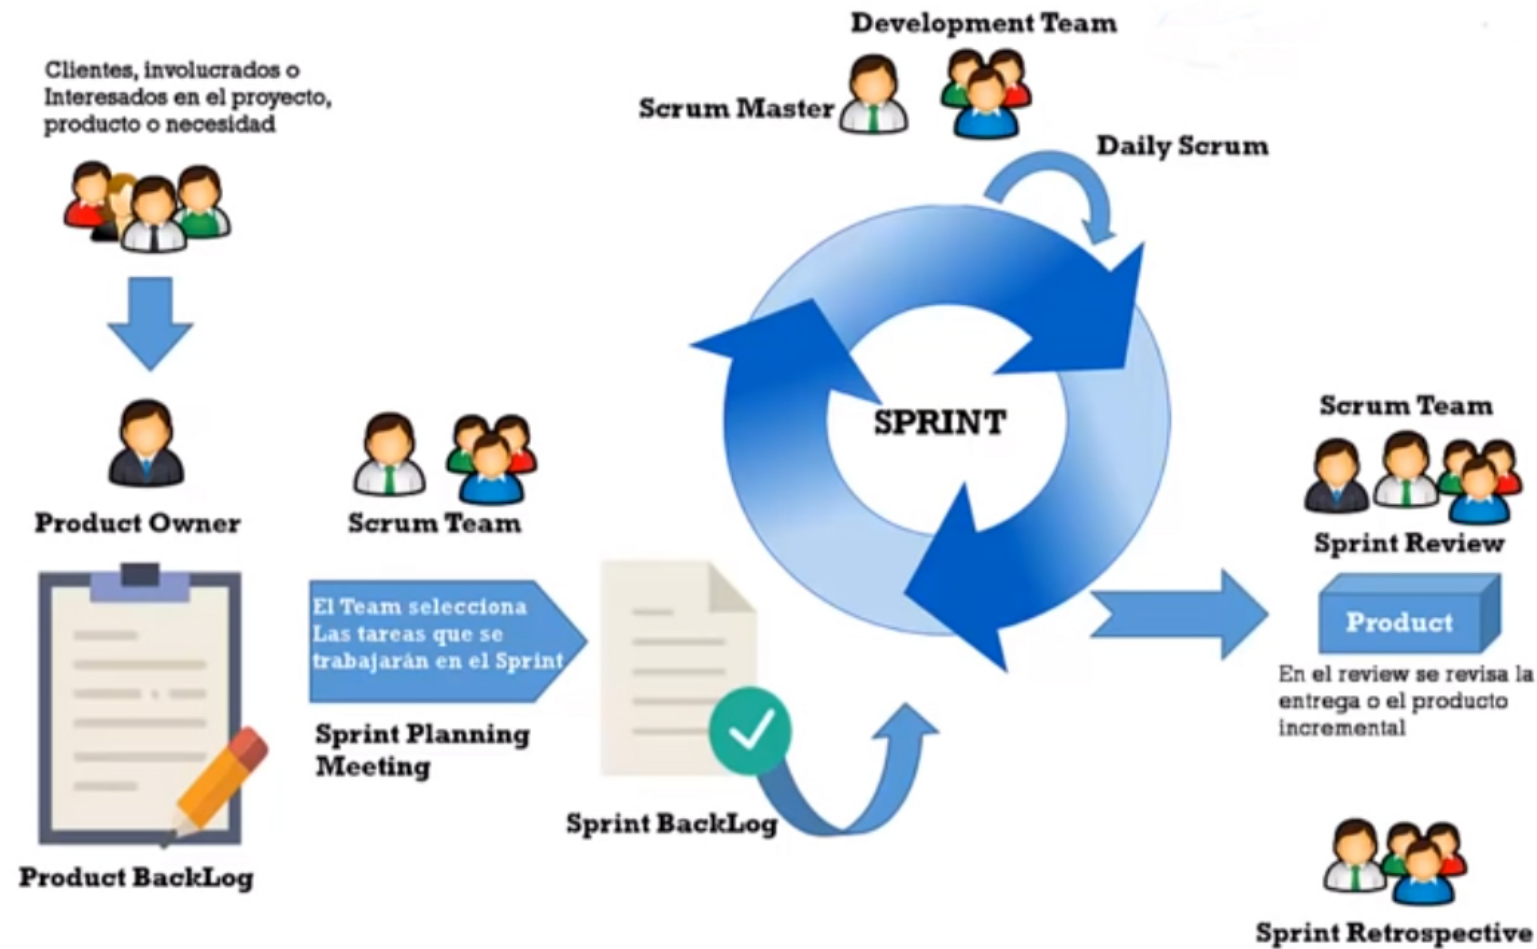 Clientes, involucrados o
Interesados en el proyecto,
producto o necesidad
Product Owner
Product BackLog
Scrum Team
El Team selecciona
Las tareas que se
trabajarán en el Sprint
Sprint Planning
Meeting
Sprint BackLog
Development Team
Scrum Master
Daily Scrum
SPRINT
Scrum Team
Sprint Review
Product
En el review se revisa la
entrega o el producto
incremental
Sprint Retrospective